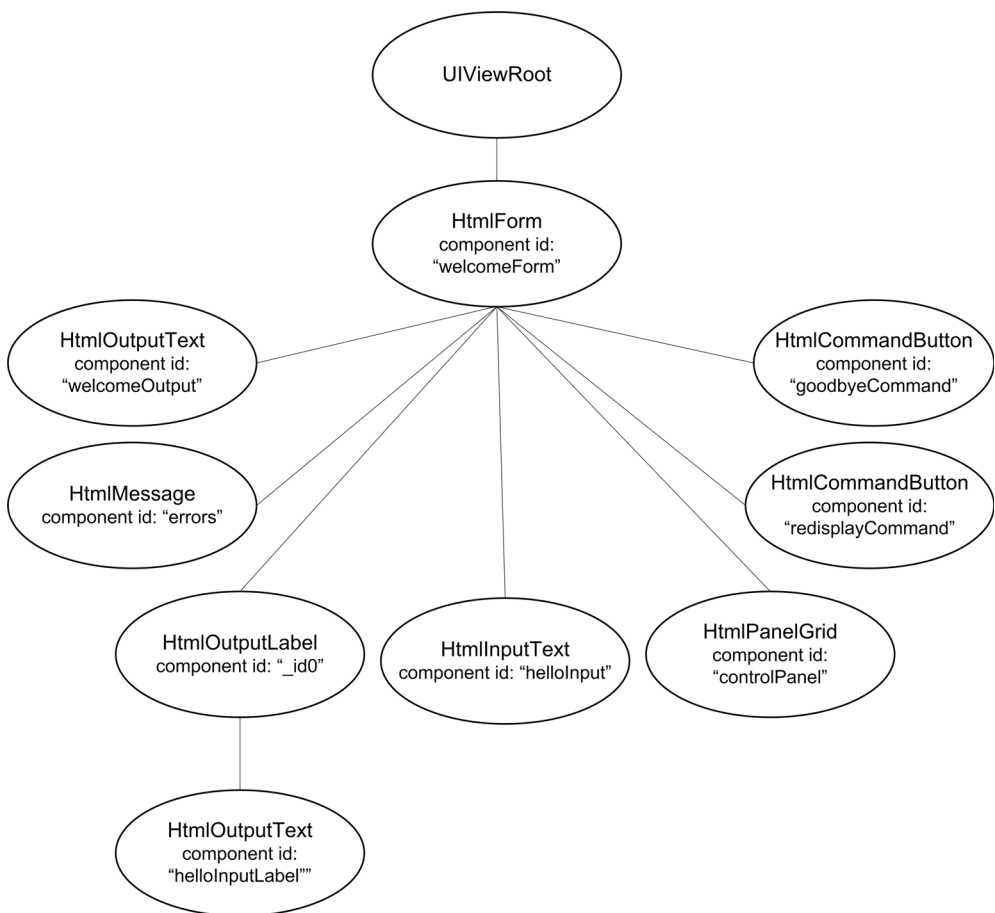 UIViewRoot
HtmlForm
component id:
“welcomeForm”
HtmlOutputText
component id:
“welcomeOutput”
HtmlCommandButton
component id:
“goodbyeCommand”
HtmlMessage
component id: “errors”
HtmlCommandButton
component id:
“redisplayCommand”
HtmlOutputLabel
component id: “_id0”
HtmlInputText
component id: “helloInput”
HtmlPanelGrid
component id:
“controlPanel”
HtmlOutputText
component id:
“helloInputLabel””